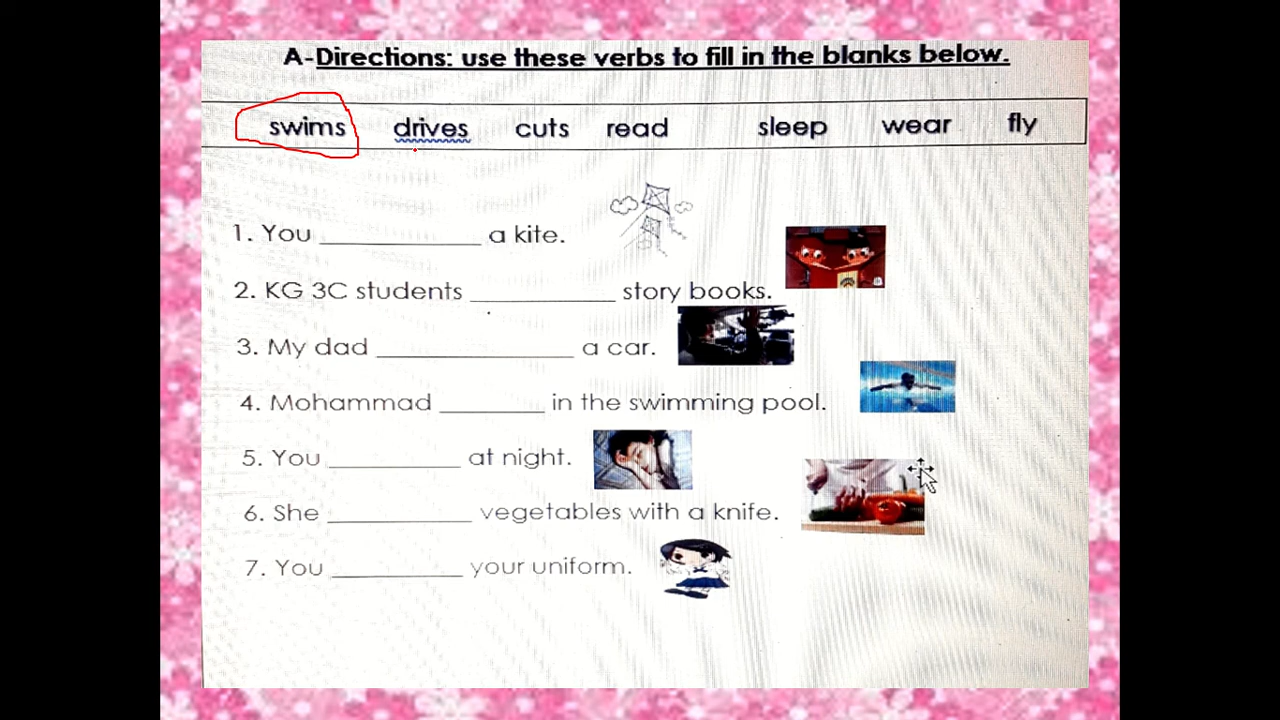 A-Directions: use these verbs to fill in the blanks below.
swims drives cuts read sleep wear fly
1. You ____________ a kite.
2. KG 3C students ___________ story books.
3. My dad _______________ a car.
4. Mohammad ________ in the swimming pool.
5. You __________ at night.
6. She ___________ vegetables with a knife.
7. You __________ your uniform.